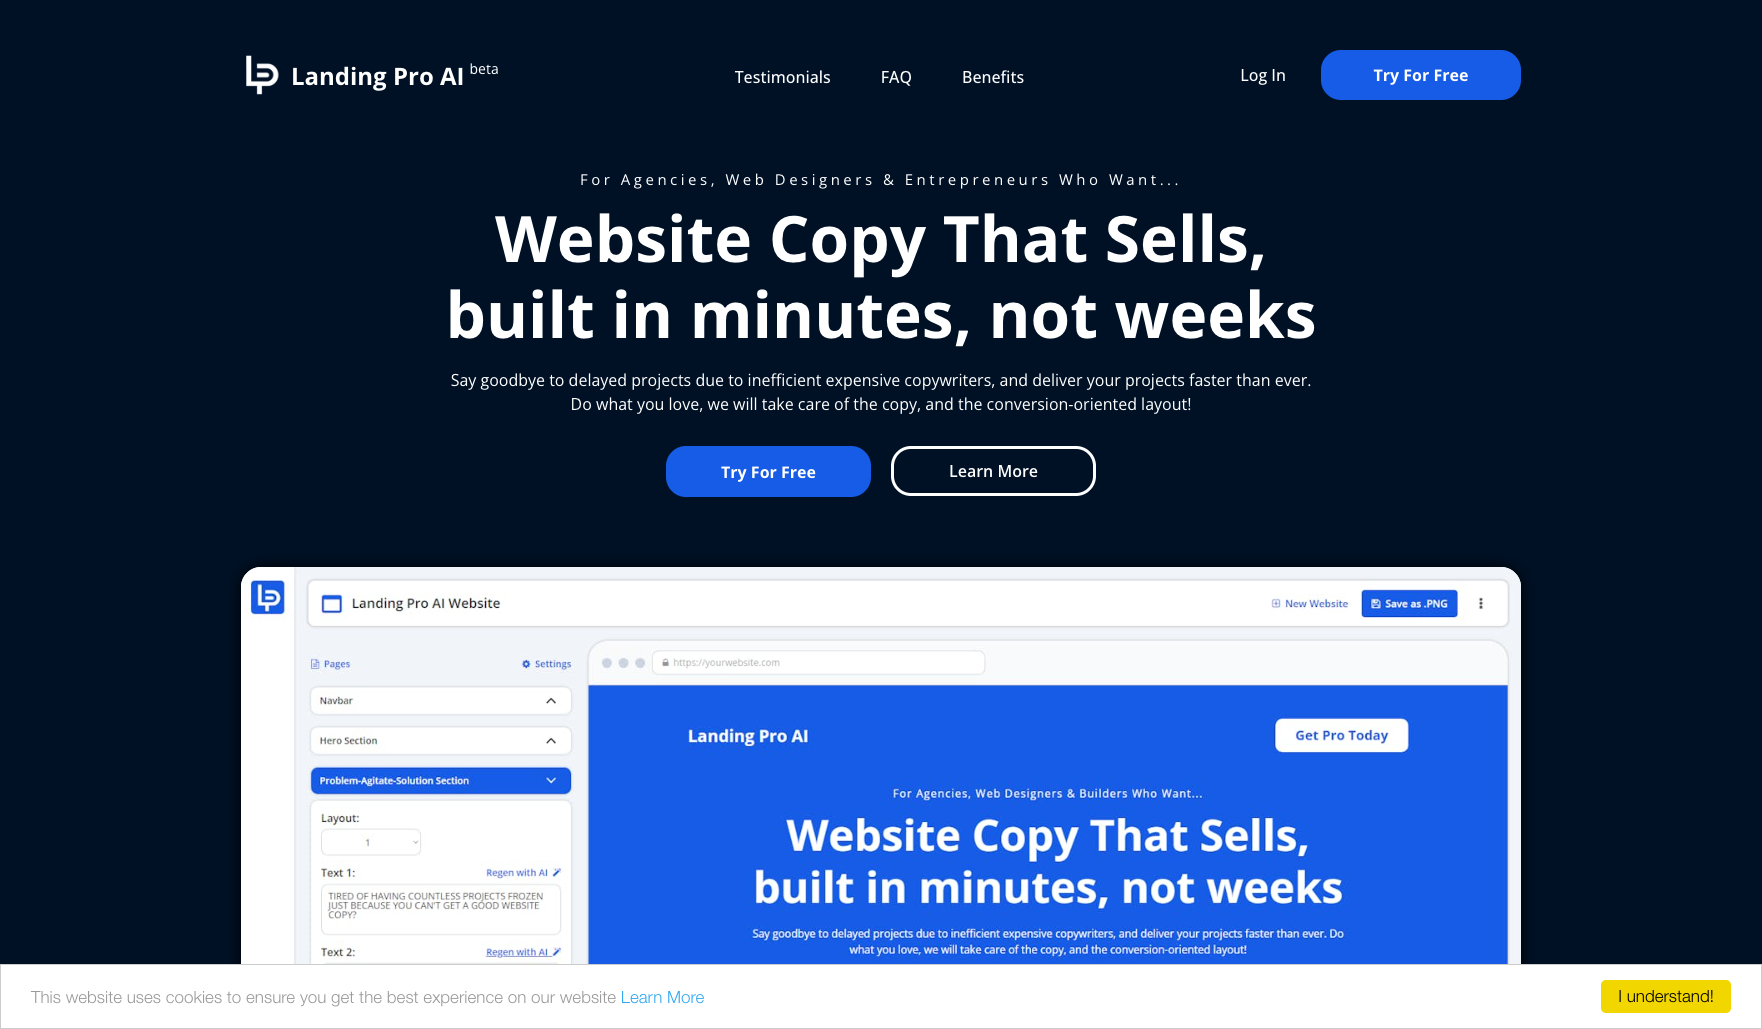 Landing Pro AI beta
Testimonials
FAQ
Benefits
Log In
Try For Free
For Agencies, Web Designers & Entrepreneurs Who Want...
Website Copy That Sells,
built in minutes, not weeks
Say goodbye to delayed projects due to inefficient expensive copywriters, and deliver your projects faster than ever.
Do what you love, we will take care of the copy, and the conversion-oriented layout!
Try For Free
Learn More
Landing Pro AI Website
New Website
Save as .PNG
Pages
Settings
https://yourwebsite.com
Navbar
Hero Section
Problem-Agitate-Solution Section
Layout:
1
Text 1:
Regen with AI
TIRED OF HAVING COUNTLESS PROJECTS FROZEN
JUST BECAUSE YOU CAN'T GET A GOOD WEBSITE
COPY?
Text 2:
Regen with AI
Landing Pro AI
Get Pro Today
For Agencies, Web Designers & Builders Who Want...
Website Copy That Sells,
built in minutes, not weeks
Say goodbye to delayed projects due to inefficient expensive copywriters, and deliver your projects faster than ever. Do
what you love, we will take care of the copy, and the conversion-oriented layout!
This website uses cookies to ensure you get the best experience on our website Learn More
I understand!